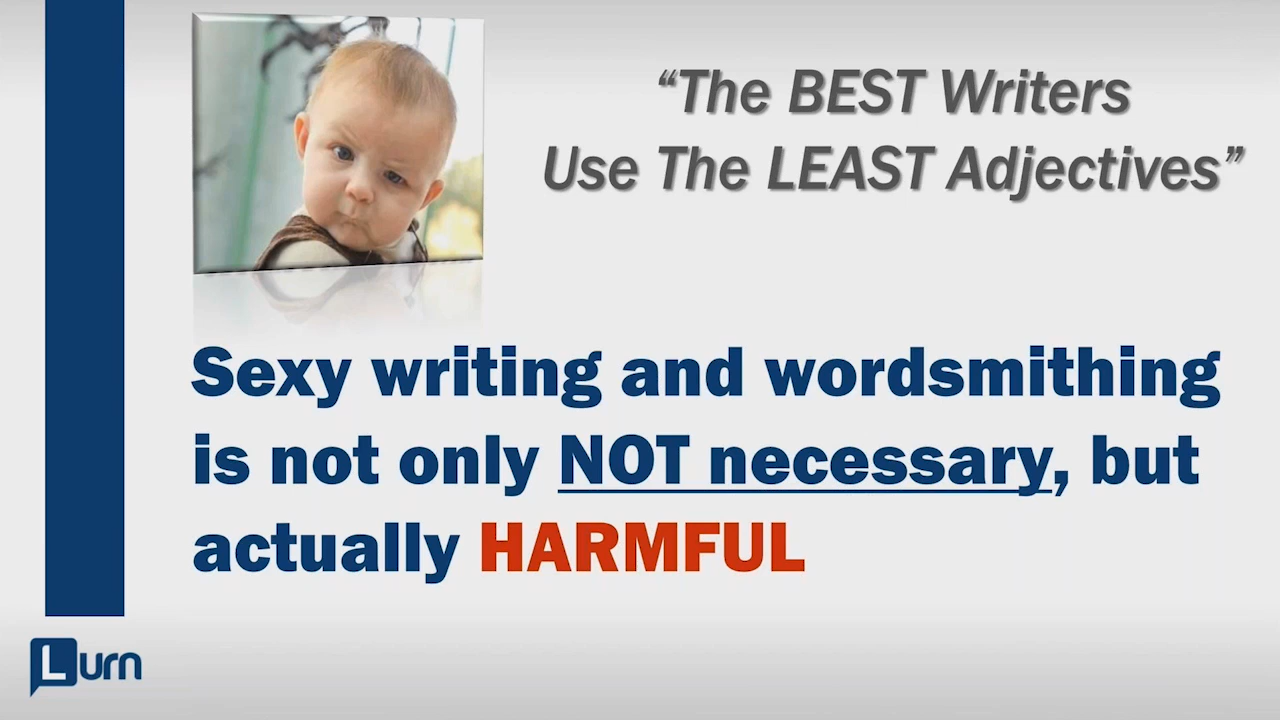 “The BEST Writers
Use The LEAST Adjectives”
Sexy writing and wordsmithing
is not only NOT necessary, but
actually HARMFUL
Lurn